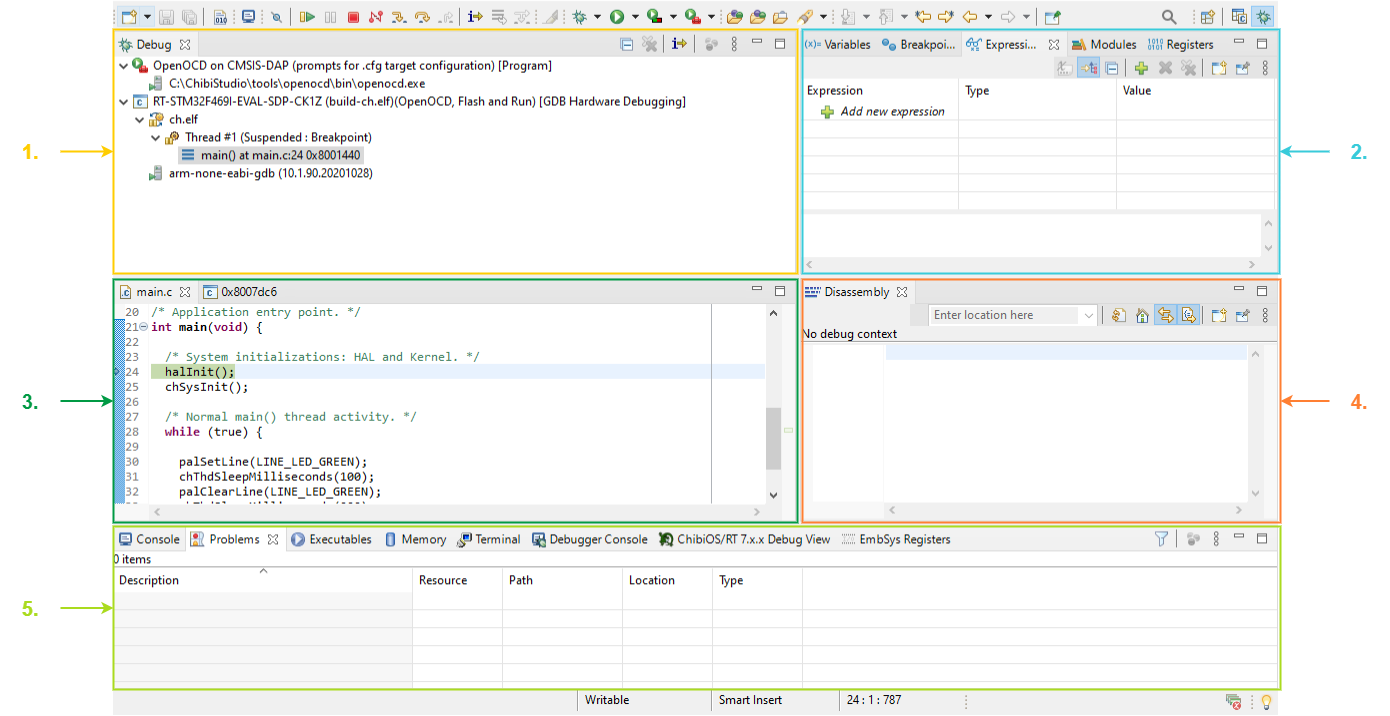 Debug
OpenOCD on CMSIS-DAP (prompts for .cfg target configuration) [Program]
C:\ChibiStudio\tools\openocd\bin\openocd.exe
RT-STM32F469I-EVAL-SDP-CK1Z (build-ch.elf)(OpenOCD, Flash and Run) [GDB Hardware Debugging]
ch.elf
Thread #1 (Suspended : Breakpoint)
main() at main.c:24 0x8001440
arm-none-eabi-gdb (10.1.90.20201028)
1.
(x)= Variables Breakpoi... Expressi... Modules 1010 0101 Registers
Expression Type Value
Add new expression
2.
main.c 0x8007dc6
20 /* Application entry point. */
21 int main(void) {
22
23 /* System initializations: HAL and Kernel. */
24 halInit();
25 chSysInit();
26
27 /* Normal main() thread activity. */
28 while (true) {
29
30 palSetLine(LINE_LED_GREEN);
31 chThdSleepMilliseconds(100);
32 palClearLine(LINE_LED_GREEN);
3.
Disassembly
Enter location here
No debug context
4.
Console Problems Executables Memory Terminal Debugger Console ChibiOS/RT 7.x.x Debug View EmbSys Registers
0 items
Description Resource Path Location Type
5.
Writable Smart Insert 24 : 1 : 787